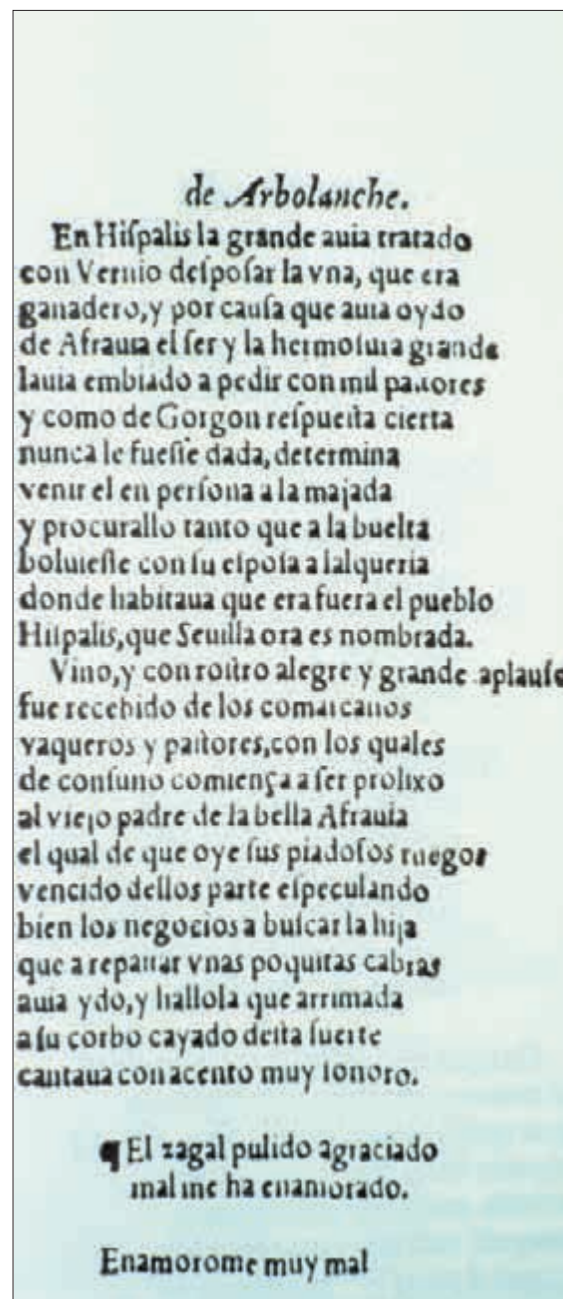 de Arbolanche.
En Hiſpalis la grande auia tratado
con Vernio deſpoſar la vna, que era
ganadero, y por cauſa que auia oydo
de Afrauia el ſer y la hermoſura grande
lauia embiado a pedir con mil paſtores
y como de Gorgon reſpueſta cierta
nunca le fueſſe dada, determina
venir el en perſona a la majada
y procurallo tanto que a la buelta
boluieſſe con ſu eſpoſa a lalqueria
donde habitaua que era fuera el pueblo
Hiſpalis, que Seuilla ora es nombrada.
Vino, y con roſtro alegre y grande aplauſo
fue recebido de los comarcanos
vaqueros y paſtores, con los quales
de conſuno comiença a ſer prolixo
al viejo padre de la bella Afrauia
el qual de que oye ſus piadoſos ruegos
vencido dellos parte eſpeculando
bien los negocios a buſcar la hija
que a repaſtar vnas poquitas cabras
auia ydo, y hallola que arrimada
a ſu corbo cayado deſta ſuerte
cantaua con acento muy ſonoro.
¶ El zagal pulido agraciado
mal me ha enamorado.
Enamorome muy mal